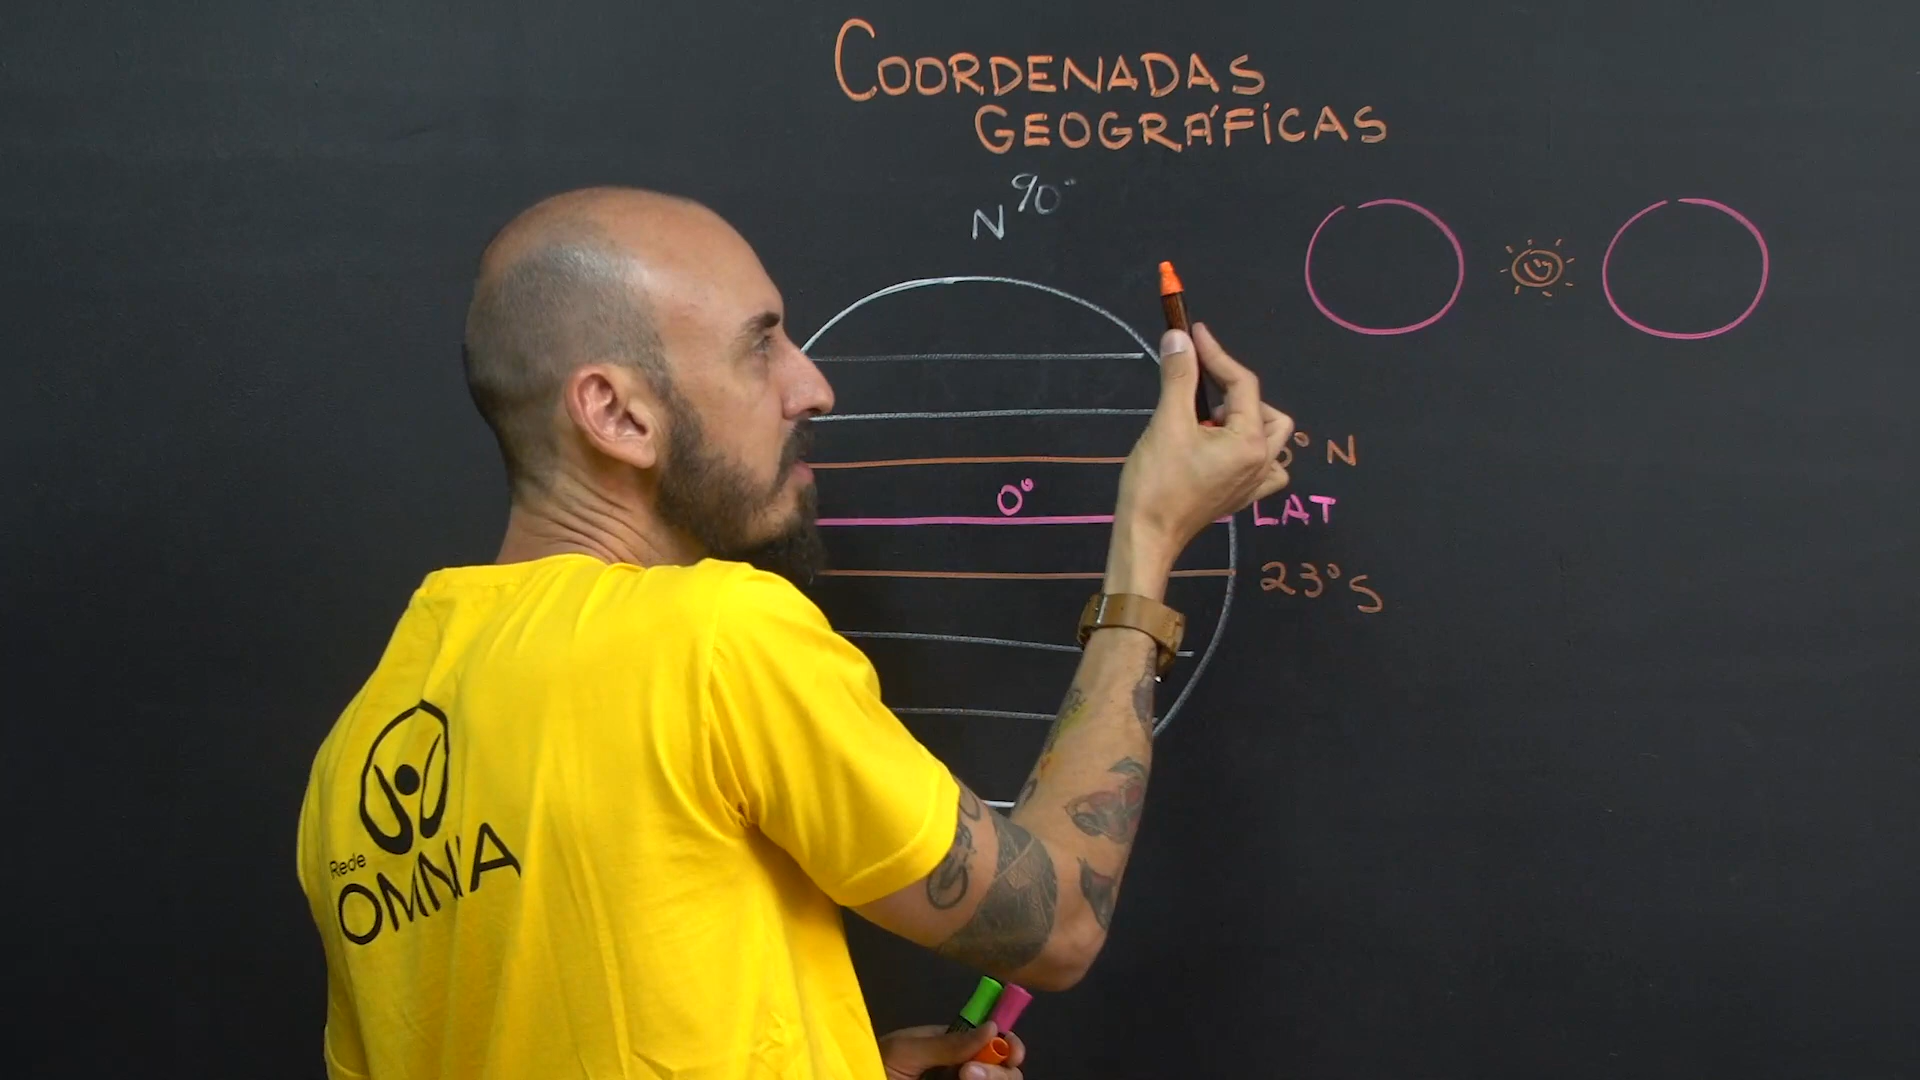 COORDENADAS
GEOGRÁFICAS
N 90°
° N
0°
LAT
23° S
Rede
OMNIA